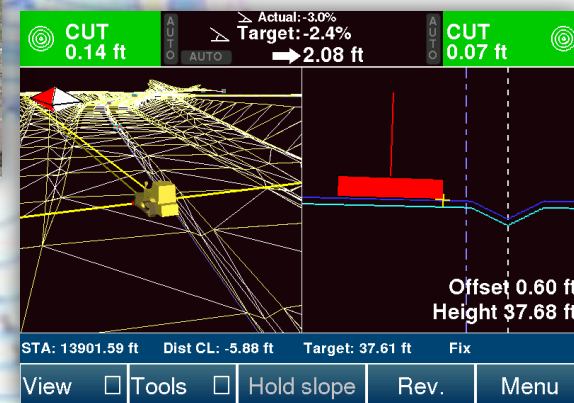 CUT
0.14 ft
AUTO
AUTO
Actual:-3.0%
Target:-2.4%
2.08 ft
AUTO
CUT
0.07 ft
Offset 0.60 ft
Height 37.68 ft
STA: 13901.59 ft Dist CL: -5.88 ft Target: 37.61 ft Fix
View Tools Hold slope Rev. Menu